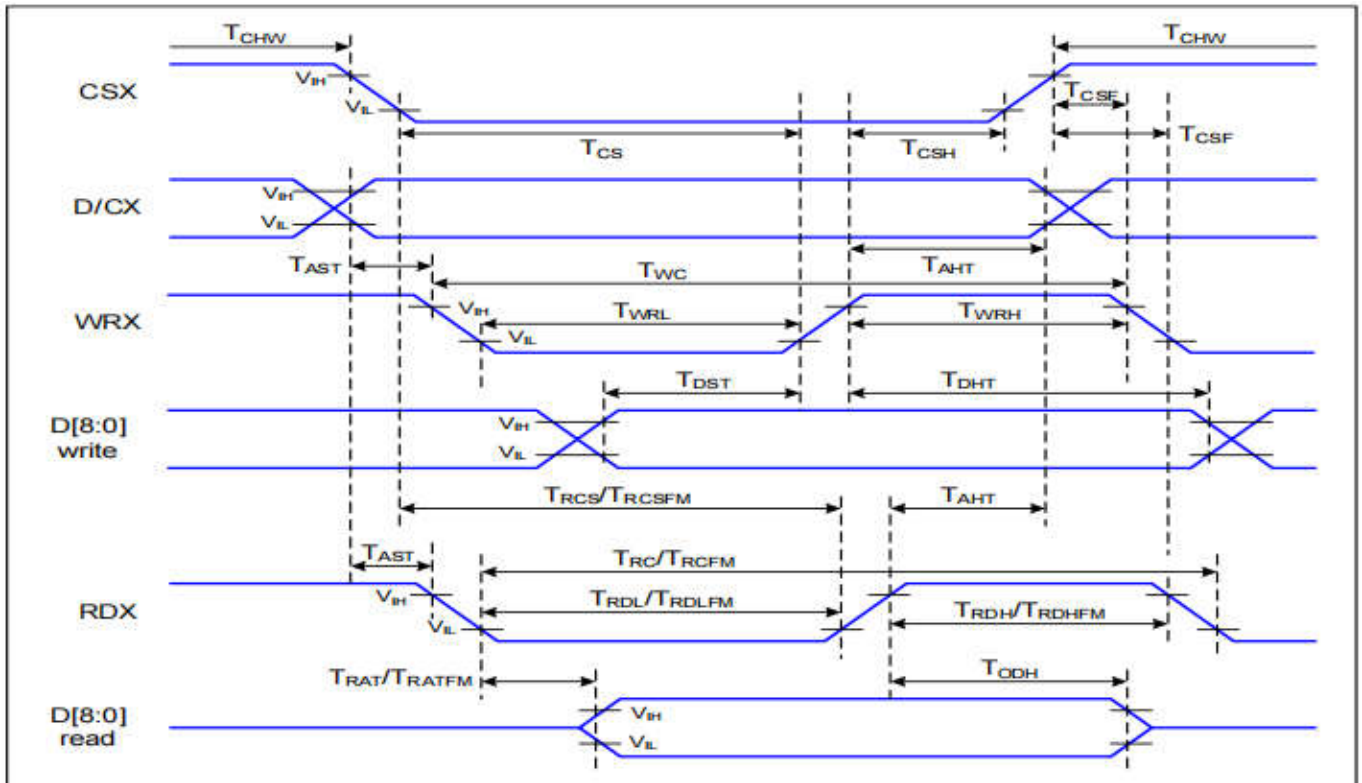 TCHW
TCHW
CSX
VIH
VIL
TCSF
TCSF
TCS
TCSH
D/CX
VIH
VIL
TAST
TWC
TAHT
WRX
VIH
VIL
TWRL
TWRH
TDST
TDHT
D[8:0]
write
VIH
VIL
TRCS/TRCSFM
TAHT
TAST
TRC/TRCFM
RDX
VIH
VIL
TRDL/TRDLFM
TRDH/TRDHFM
TRAT/TRATFM
TODH
D[8:0]
read
VIH
VIL